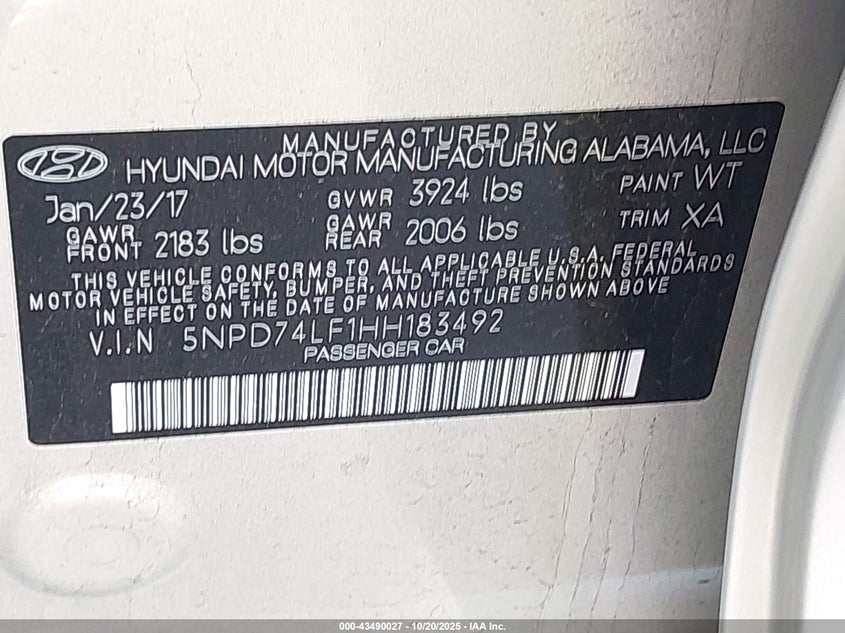 MANUFACTURED BY
HYUNDAI MOTOR MANUFACTURING ALABAMA, LLC
Jan/23/17 GVWR 3924 lbs PAINT WT
GAWR FRONT 2183 lbs GAWR REAR 2006 lbs TRIM XA
THIS VEHICLE CONFORMS TO ALL APPLICABLE U.S.A. FEDERAL
MOTOR VEHICLE SAFETY, BUMPER, AND THEFT PREVENTION STANDARDS
IN EFFECT ON THE DATE OF MANUFACTURE SHOWN ABOVE
V.I.N 5NPD74LF1HH183492
PASSENGER CAR
000-43490027 - 10/20/2025 - IAA Inc.